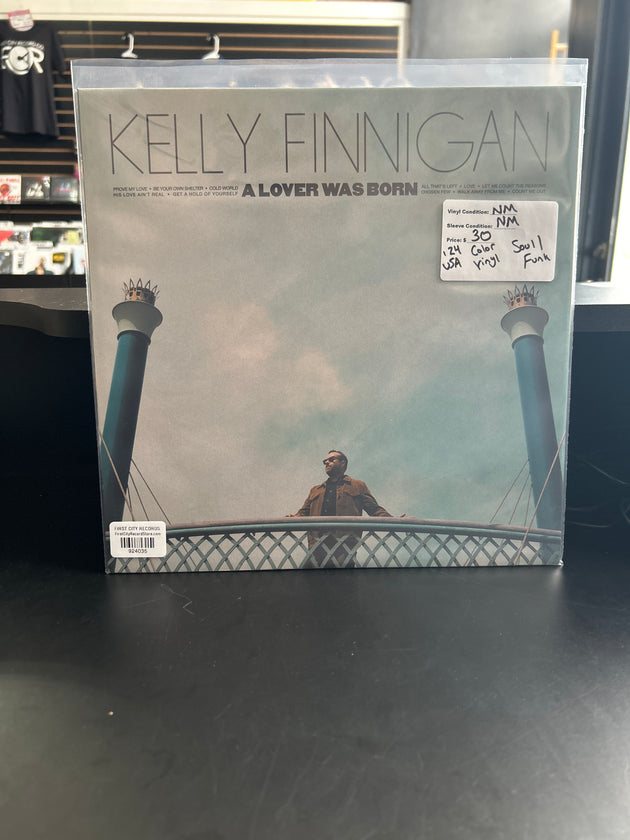 KELLY FINNIGAN
PROVE MY LOVE • BE YOUR OWN SHELTER • COLD WORLD
HIS LOVE AIN'T REAL • GET A HOLD OF YOURSELF
A LOVER WAS BORN
ALL THAT'S LEFT • LOVE • LET ME COUNT THE REASONS
CHOSEN FEW • WALK AWAY FROM ME • COUNT ME OUT
Vinyl Condition: NM
Sleeve Condition: NM
Price: $ 30
'24 Color Soul/
USA Vinyl Funk
FIRST CITY RECORDS
FirstCityRecordStore.com
924035